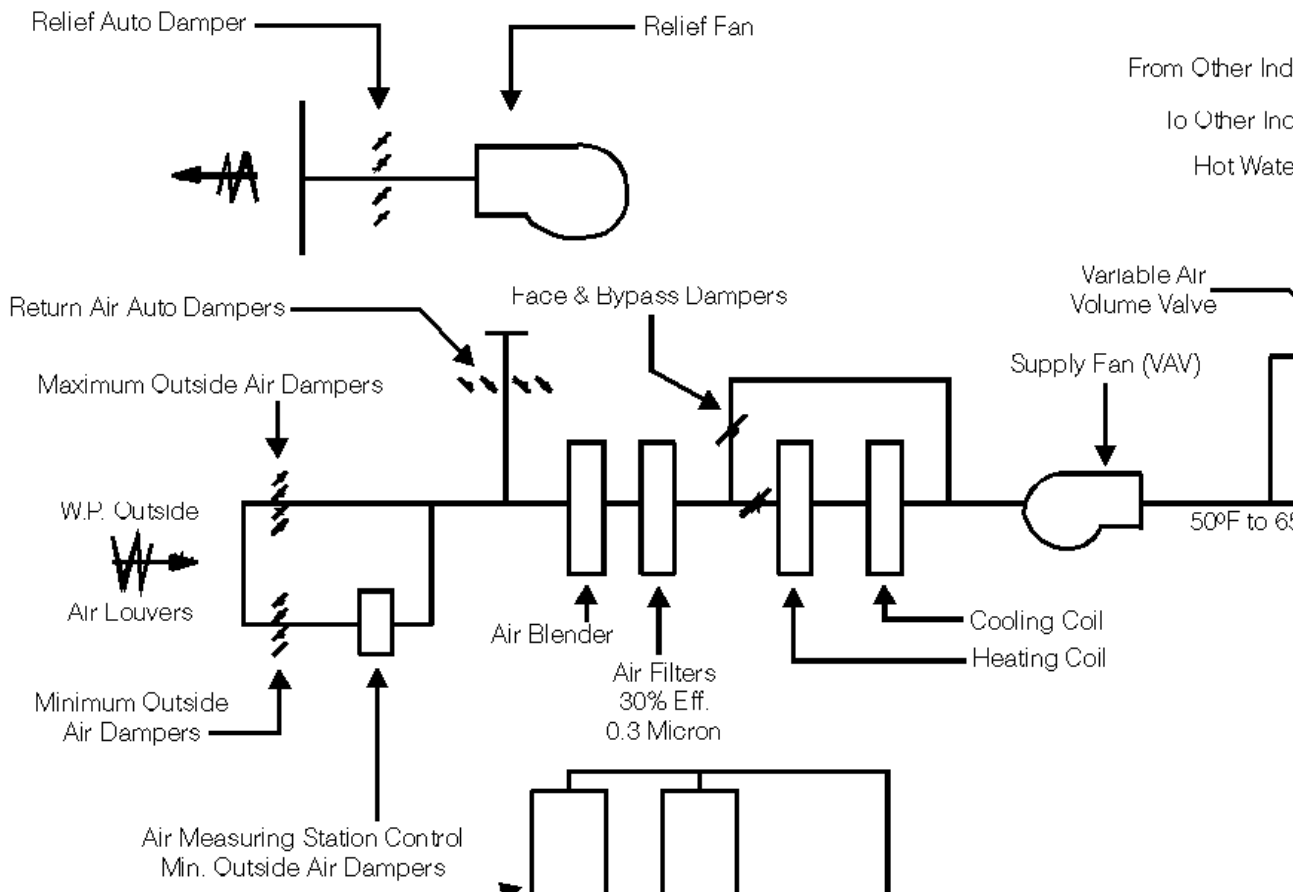 Relief Auto Damper
Relief Fan
From Other Ind
To Other Ind
Hot Wate
Return Air Auto Dampers
Face & Bypass Dampers
Variable Air
Volume Valve
Maximum Outside Air Dampers
Supply Fan (VAV)
W.P. Outside
Air Louvers
50ºF to 65
Air Blender
Cooling Coil
Heating Coil
Air Filters
30% Eff.
0.3 Micron
Minimum Outside
Air Dampers
Air Measuring Station Control
Min. Outside Air Dampers